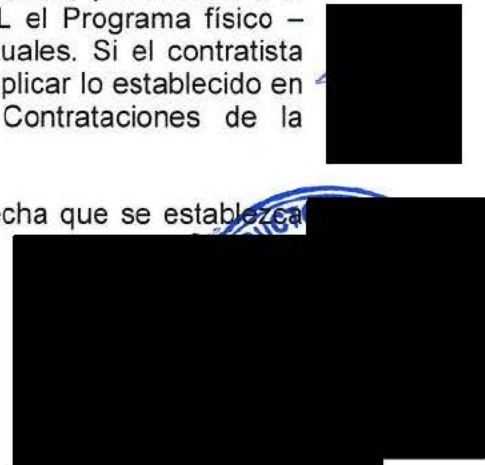 L el Programa físico –
uales. Si el contratista
plicar lo establecido en
Contrataciones de la
cha que se establezca